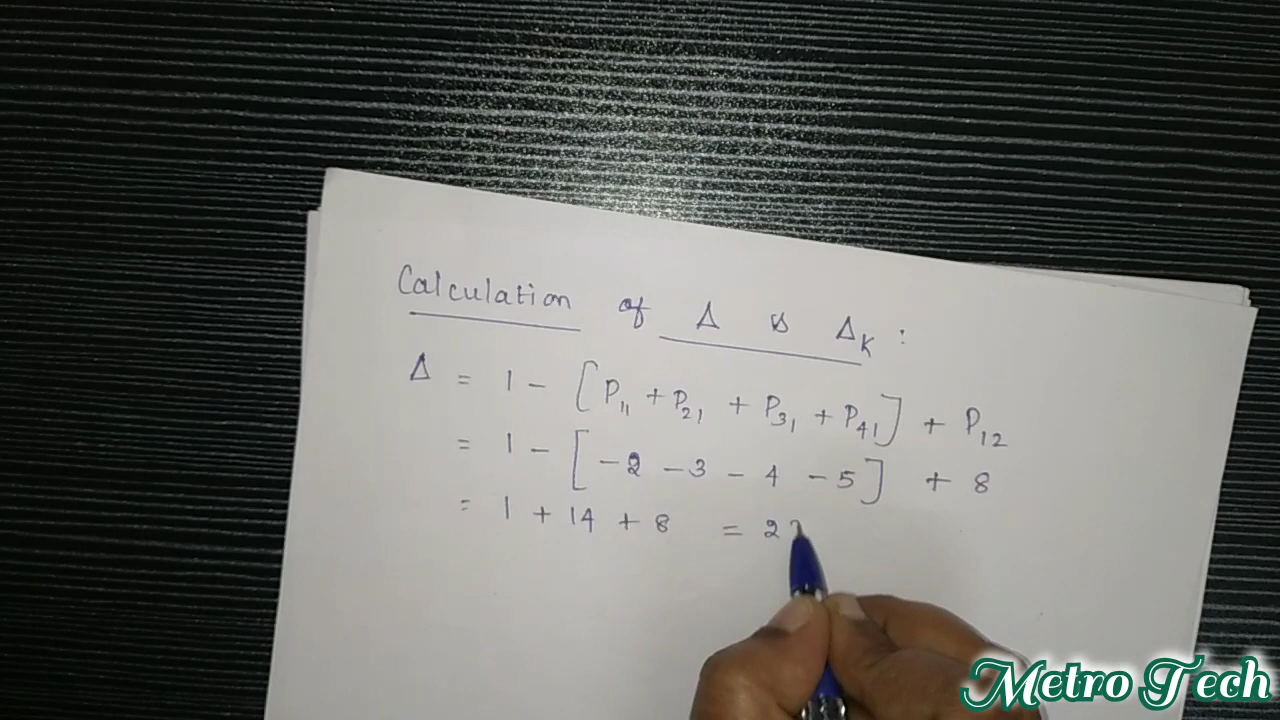 Calculation of Δ & ΔK :
Δ = 1 - [P11 + P21 + P31 + P41] + P12
= 1 - [-2 -3 - 4 -5] + 8
= 1 + 14 + 8 = 2
Metro Tech